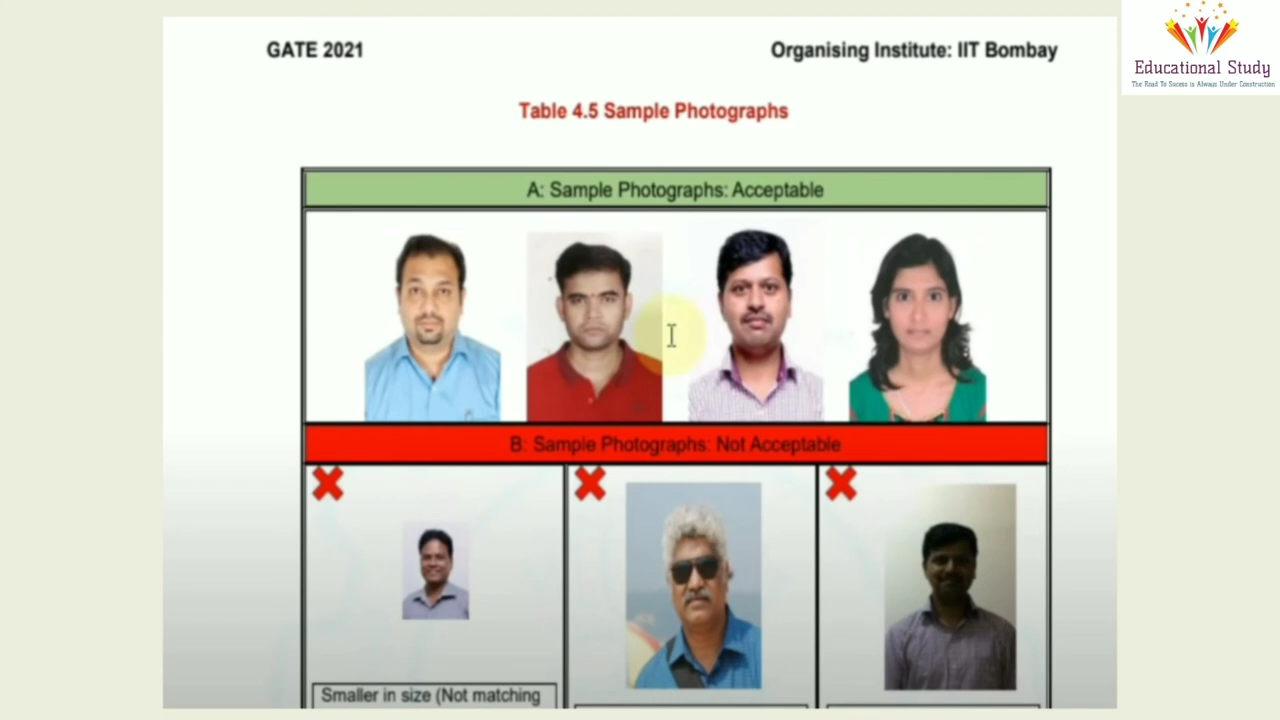 GATE 2021
Organising Institute: IIT Bombay
Educational Study
The Road To Sucess is Always Under Construction
Table 4.5 Sample Photographs
A: Sample Photographs: Acceptable
B: Sample Photographs: Not Acceptable
Smaller in size (Not matching